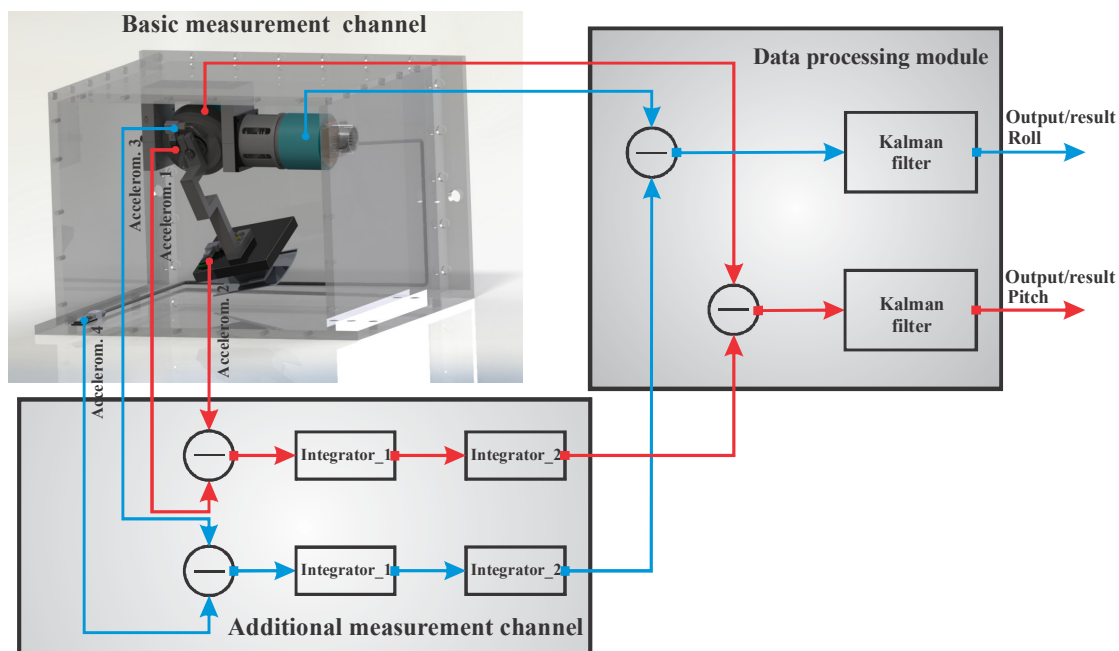 Basic measurement channel
Data processing module
Output/result
Roll
Kalman
filter
Accelerom. 3
Accelerom. 1
Accelerom. 2
Accelerom. 4
Output/result
Pitch
Kalman
filter
Integrator_1
Integrator_2
Integrator_1
Integrator_2
Additional measurement channel